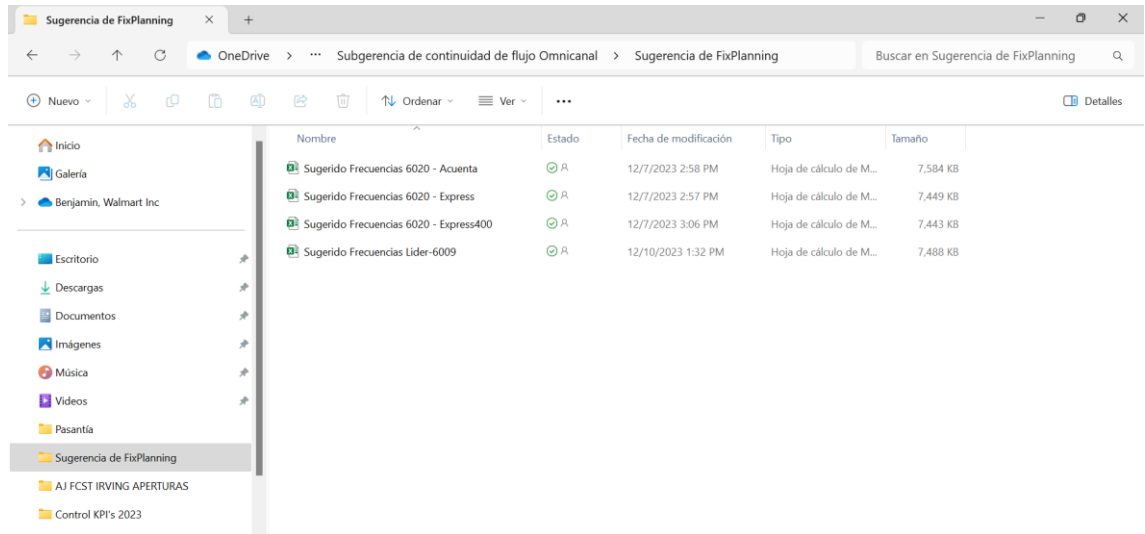 Sugerencia de FixPlanning
OneDrive > ... Subgerencia de continuidad de flujo Omnicanal > Sugerencia de FixPlanning
Buscar en Sugerencia de FixPlanning
Nuevo
Ordenar
Ver
Detalles
Inicio
Galería
Benjamin, Walmart Inc
Escritorio
Descargas
Documentos
Imágenes
Música
Videos
Pasantía
Sugerencia de FixPlanning
AJ FCST IRVING APERTURAS
Control KPI's 2023
Nombre Estado Fecha de modificación Tipo Tamaño
Sugerido Frecuencias 6020 - Acuenta 12/7/2023 2:58 PM Hoja de cálculo de M... 7,584 KB
Sugerido Frecuencias 6020 - Express 12/7/2023 2:57 PM Hoja de cálculo de M... 7,449 KB
Sugerido Frecuencias 6020 - Express400 12/7/2023 3:06 PM Hoja de cálculo de M... 7,443 KB
Sugerido Frecuencias Lider-6009 12/10/2023 1:32 PM Hoja de cálculo de M... 7,488 KB